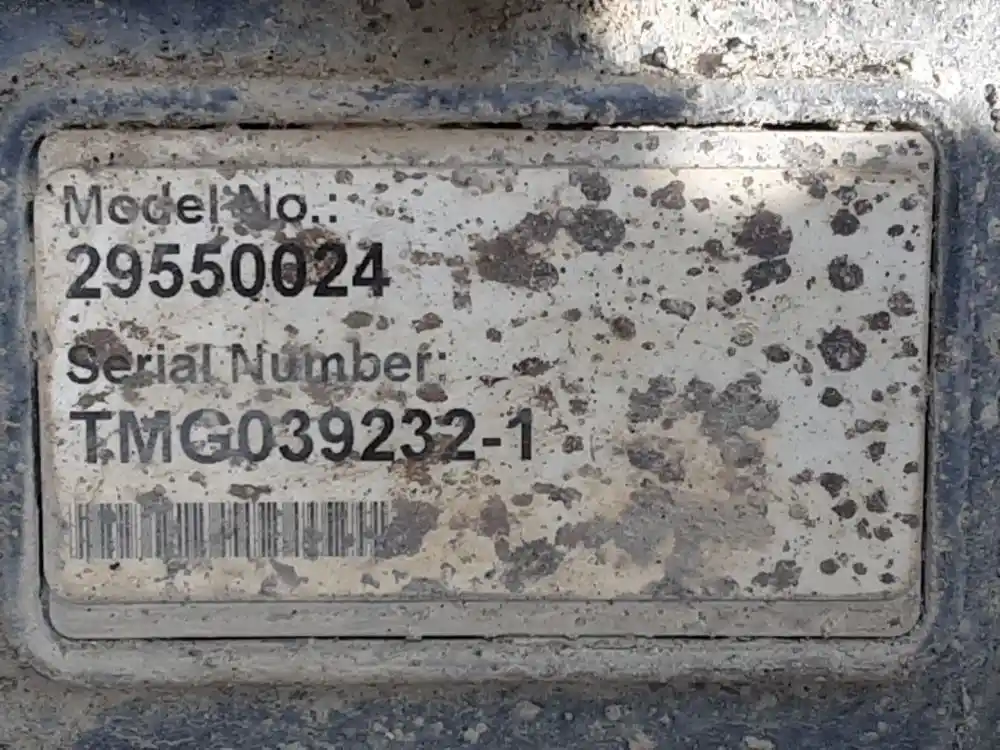 Model No.:
29550024
Serial Number:
TMG039232-1